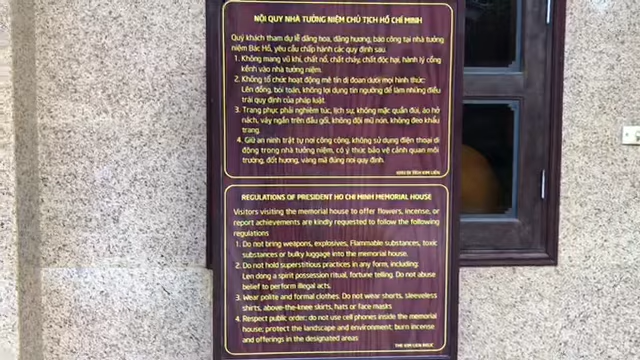 NỘI QUY NHÀ TƯỞNG NIỆM CHỦ TỊCH HỒ CHÍ MINH
Quý khách tham dự lễ dâng hoa, dâng hương, báo công tại nhà tưởng
niệm Bác Hồ, yêu cầu chấp hành các quy định sau.
1. Không mang vũ khí, chất nổ, chất cháy, chất độc hại, hành lý cồng
kềnh vào nhà tưởng niệm.
2. Không tổ chức hoạt động mê tín dị đoan dưới mọi hình thức:
Lên đồng, bói toán, không lợi dụng tín ngưỡng để làm những điều
trái quy định của pháp luật.
3. Trang phục phải nghiêm túc, lịch sự, không mặc quần đùi, áo hở
nách, váy ngắn trên đầu gối, không đội mũ nón, không đeo khẩu
trang.
4. Giữ an ninh trật tự nơi công cộng, không sử dụng điện thoại di
động trong nhà tưởng niệm, có ý thức bảo vệ cảnh quan môi
trường, đốt hương, vàng mã đúng nơi quy định.
KHU DI TÍCH KIM LIÊN
REGULATIONS OF PRESIDENT HO CHI MINH MEMORIAL HOUSE
Visitors visiting the memorial house to offer flowers, incense, or
report achievements are kindly requested to follow the following
regulations
1. Do not bring weapons, explosives, Flammable substances, toxic
substances or bulky luggage into the memorial house.
2. Do not hold superstitious practices in any form, including:
Len dong a spirit possession ritual, fortune telling. Do not abuse
belief to perform illegal acts.
3. Wear polite and formal clothes. Do not wear shorts, sleeveless
shirts, above-the-knee skirts, hats or face masks
4. Respect public order; do not use cell phones inside the memorial
house; protect the landscape and environment; burn incense
and offerings in the designated areas
THE KIM LIEN RELIC